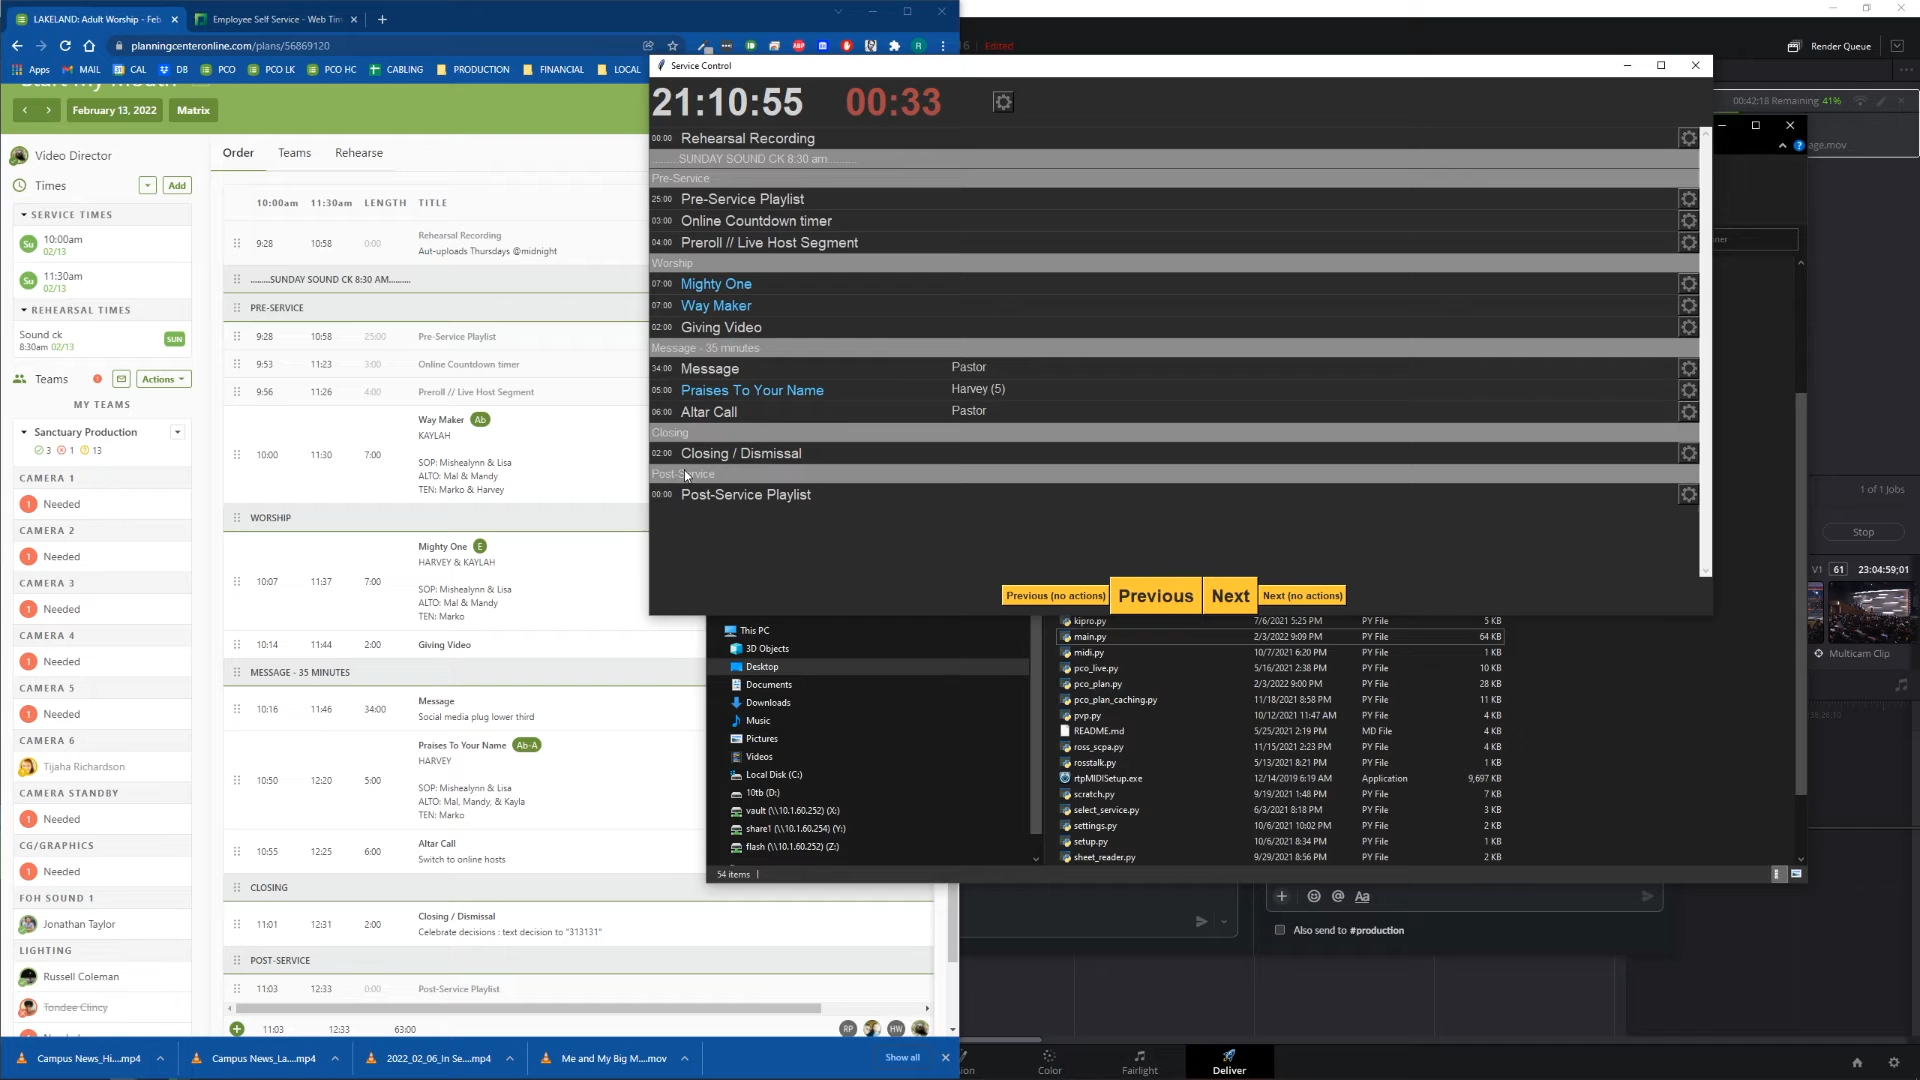 LAKELAND: Adult Worship - Feb
Employee Self Service - Web Tim
planningcenteronline.com/plans/56869120
Apps
MAIL
CAL
DB
PCO
PCO LK
PCO HC
CABLING
PRODUCTION
FINANCIAL
LOCAL
February 13, 2022
Matrix
Video Director
Times
Add
SERVICE TIMES
Su
10:00am
02/13
Su
11:30am
02/13
REHEARSAL TIMES
Sound ck
8:30am 02/13
SUN
Teams
Actions
MY TEAMS
Sanctuary Production
3 1 13
CAMERA 1
1 Needed
CAMERA 2
1 Needed
CAMERA 3
1 Needed
CAMERA 4
1 Needed
CAMERA 5
1 Needed
CAMERA 6
Tijaha Richardson
CAMERA STANDBY
1 Needed
CG/GRAPHICS
1 Needed
FOH SOUND 1
Jonathan Taylor
LIGHTING
Russell Coleman
Tondee Clincy
Order
Teams
Rehearse
10:00am 11:30am LENGTH TITLE
9:28 10:58 0:00 Rehearsal Recording
Aut-uploads Thursdays @midnight
.........SUNDAY SOUND CK 8:30 AM..........
PRE-SERVICE
9:28 10:58 25:00 Pre-Service Playlist
9:53 11:23 3:00 Online Countdown timer
9:56 11:26 4:00 Preroll // Live Host Segment
10:00 11:30 7:00 Way Maker Ab
KAYLAH
SOP: Mishealynn & Lisa
ALTO: Mal & Mandy
TEN: Marko & Harvey
WORSHIP
10:07 11:37 7:00 Mighty One E
HARVEY & KAYLAH
SOP: Mishealynn & Lisa
ALTO: Mal & Mandy
TEN: Marko
10:14 11:44 2:00 Giving Video
MESSAGE - 35 MINUTES
10:16 11:46 34:00 Message
Social media plug lower third
10:50 12:20 5:00 Praises To Your Name Ab-A
HARVEY
SOP: Mishealynn & Lisa
ALTO: Mal, Mandy, & Kayla
TEN: Marko
10:55 12:25 6:00 Altar Call
Switch to online hosts
CLOSING
11:01 12:31 2:00 Closing / Dismissal
Celebrate decisions : text decision to "313131"
POST-SERVICE
11:03 12:33 0:00 Post-Service Playlist
11:03 12:33 63:00
RP
HW
Campus News_Hi....mp4
Campus News_La....mp4
2022_02_06_In Se....mp4
Me and My Big M....mov
Show all
Service Control
21:10:55 00:33
00:00 Rehearsal Recording
.........SUNDAY SOUND CK 8:30 am..........
Pre-Service
25:00 Pre-Service Playlist
03:00 Online Countdown timer
04:00 Preroll // Live Host Segment
Worship
07:00 Mighty One
07:00 Way Maker
02:00 Giving Video
Message - 35 minutes
34:00 Message Pastor
05:00 Praises To Your Name Harvey (5)
06:00 Altar Call Pastor
Closing
02:00 Closing / Dismissal
Post-Service
00:00 Post-Service Playlist
Previous (no actions)
Previous
Next
Next (no actions)
This PC
3D Objects
Desktop
Documents
Downloads
Music
Pictures
Videos
Local Disk (C:)
10tb (D:)
vault (\\10.1.60.252) (X:)
share1 (\\10.1.60.254) (Y:)
flash (\\10.1.60.252) (Z:)
54 items
kipro.py 7/6/2021 5:25 PM PY File 5 KB
main.py 2/3/2022 9:09 PM PY File 64 KB
midi.py 10/7/2021 6:20 PM PY File 1 KB
pco_live.py 5/16/2021 2:38 PM PY File 10 KB
pco_plan.py 2/3/2022 9:00 PM PY File 28 KB
pco_plan_caching.py 11/18/2021 8:58 PM PY File 11 KB
pvp.py 10/12/2021 11:47 AM PY File 4 KB
README.md 5/25/2021 2:19 PM MD File 4 KB
ross_scpa.py 11/15/2021 2:23 PM PY File 4 KB
rosstalk.py 5/13/2021 8:21 PM PY File 1 KB
rtpMIDISetup.exe 12/14/2019 6:19 AM Application 9,697 KB
scratch.py 9/19/2021 1:48 PM PY File 7 KB
select_service.py 6/3/2021 8:18 PM PY File 3 KB
settings.py 10/6/2021 10:02 PM PY File 2 KB
setup.py 10/6/2021 8:34 PM PY File 1 KB
sheet_reader.py 9/29/2021 8:56 PM PY File 2 KB
Edited
Render Queue
00:42:18 Remaining 41%
age.mov
1 of 1 Jobs
Stop
V1 61 23:04:59;01
Multicam Clip
Aa
Also send to #production
Color
Fairlight
Deliver